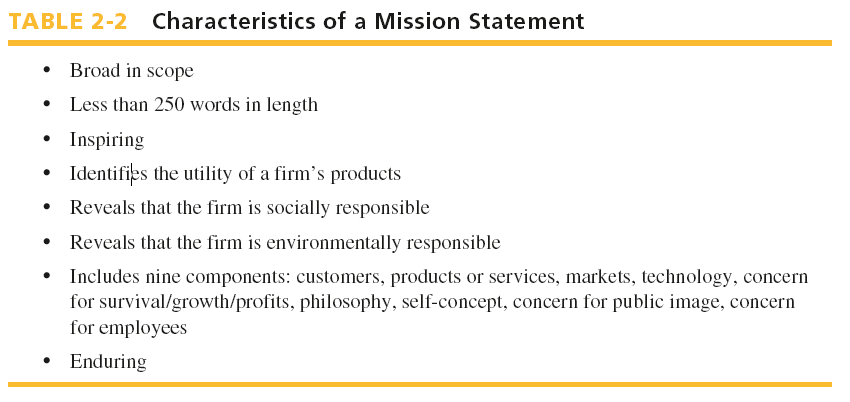 TABLE 2-2 Characteristics of a Mission Statement
• Broad in scope
• Less than 250 words in length
• Inspiring
• Identifies the utility of a firm's products
• Reveals that the firm is socially responsible
• Reveals that the firm is environmentally responsible
• Includes nine components: customers, products or services, markets, technology, concern
for survival/growth/profits, philosophy, self-concept, concern for public image, concern
for employees
• Enduring